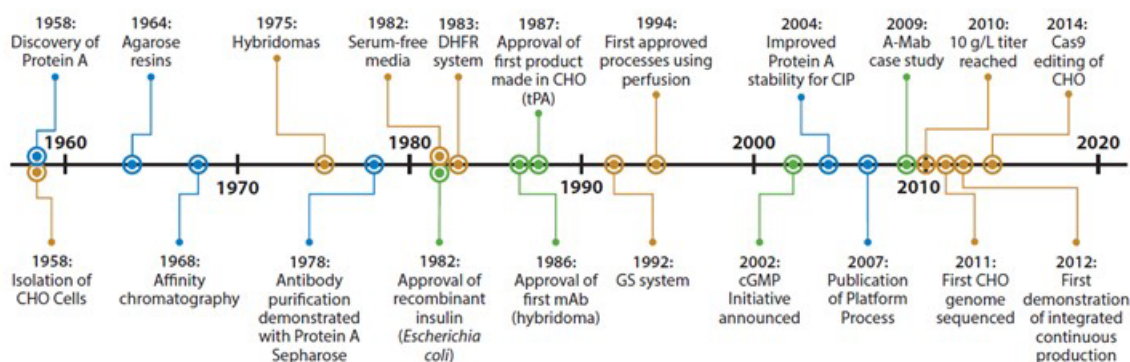 1958:
Discovery of
Protein A
1964:
Agarose
resins
1975:
Hybridomas
1982:
Serum-free
media
1983:
DHFR
system
1987:
Approval of
first product
made in CHO
(tPA)
1994:
First approved
processes using
perfusion
2004:
Improved
Protein A
stability for CIP
2009:
A-Mab
case study
2010:
10 g/L titer
reached
2014:
Cas9
editing of
CHO
1960
1970
1980
1990
2000
2010
2020
1958:
Isolation of
CHO Cells
1968:
Affinity
chromatography
1978:
Antibody
purification
demonstrated
with Protein A
Sepharose
1982:
Approval of
recombinant
insulin
(Escherichia
coli)
1986:
Approval of
first mAb
(hybridoma)
1992:
GS system
2002:
cGMP
Initiative
announced
2007:
Publication
of Platform
Process
2011:
First CHO
genome
sequenced
2012:
First
demonstration
of integrated
continuous
production